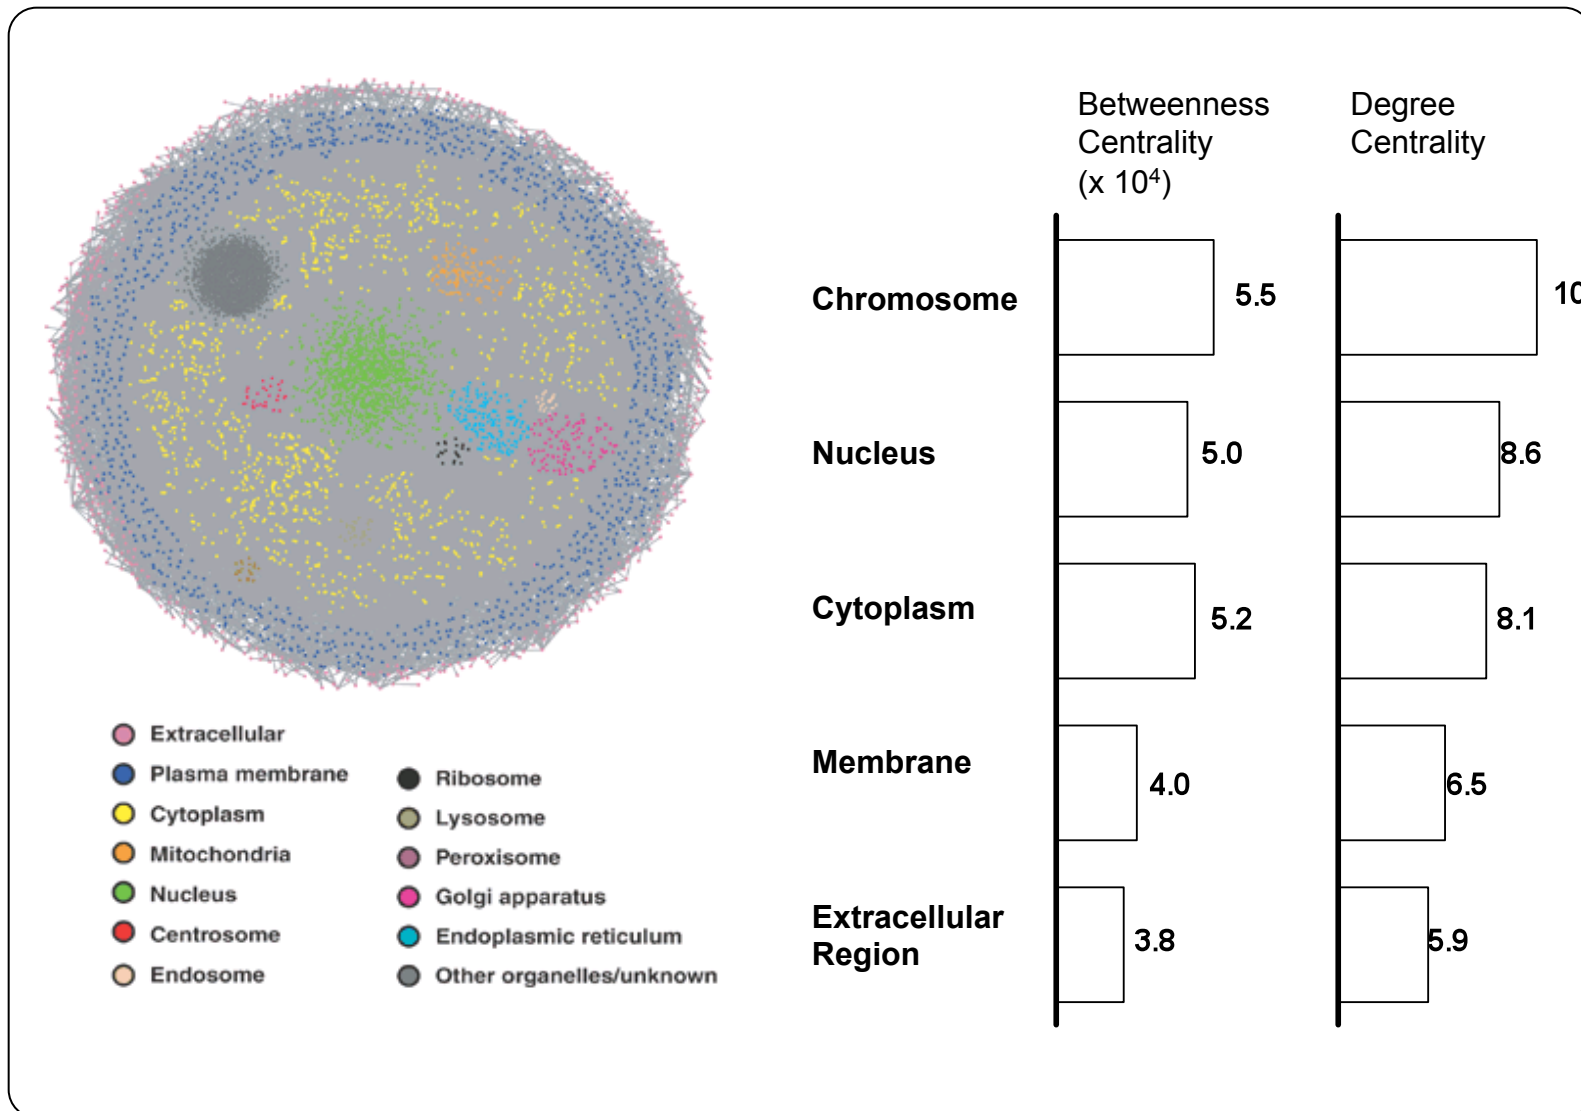 Betweenness
Centrality
(x 10⁴)
Degree
Centrality
Chromosome
5.5
10
Nucleus
5.0
8.6
Cytoplasm
5.2
8.1
Membrane
4.0
6.5
Extracellular
Region
3.8
5.9
Extracellular
Plasma membrane
Cytoplasm
Mitochondria
Nucleus
Centrosome
Endosome
Ribosome
Lysosome
Peroxisome
Golgi apparatus
Endoplasmic reticulum
Other organelles/unknown